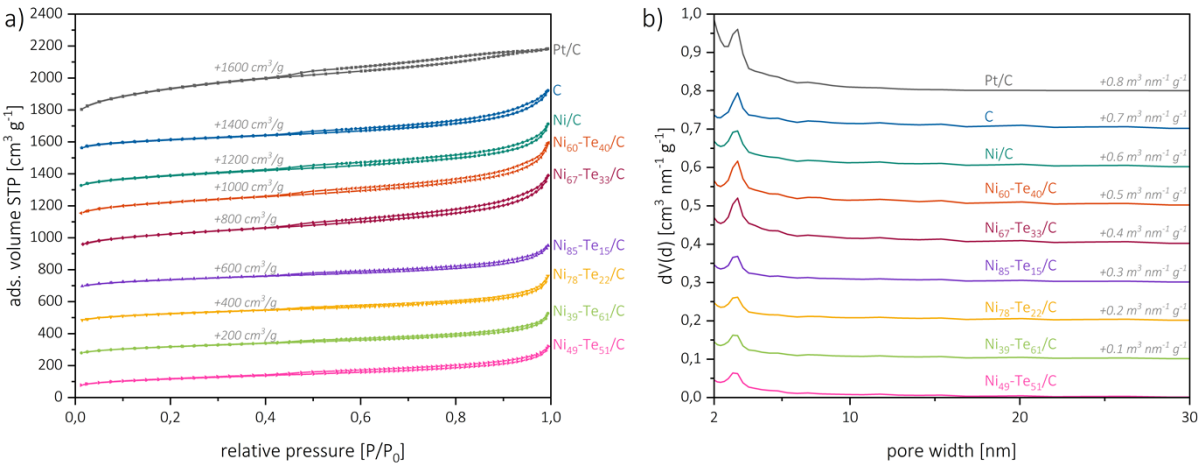 a)
ads. volume STP [cm³ g⁻¹]
2400
2200
2000
1800
1600
1400
1200
1000
800
600
400
200
0
+1600 cm³/g
Pt/C
+1400 cm³/g
C
+1200 cm³/g
Ni/C
+1000 cm³/g
Ni₆₀-Te₄₀/C
+800 cm³/g
Ni₆₇-Te₃₃/C
+600 cm³/g
Ni₈₅-Te₁₅/C
+400 cm³/g
Ni₇₈-Te₂₂/C
+200 cm³/g
Ni₃₉-Te₆₁/C
Ni₄₉-Te₅₁/C
0,0 0,2 0,4 0,6 0,8 1,0
relative pressure [P/P₀]
b)
dV(d) [cm³ nm⁻¹ g⁻¹]
1,0
0,9
0,8
0,7
0,6
0,5
0,4
0,3
0,2
0,1
0,0
Pt/C +0.8 m³ nm⁻¹ g⁻¹
C +0.7 m³ nm⁻¹ g⁻¹
Ni/C +0.6 m³ nm⁻¹ g⁻¹
Ni₆₀-Te₄₀/C +0.5 m³ nm⁻¹ g⁻¹
Ni₆₇-Te₃₃/C +0.4 m³ nm⁻¹ g⁻¹
Ni₈₅-Te₁₅/C +0.3 m³ nm⁻¹ g⁻¹
Ni₇₈-Te₂₂/C +0.2 m³ nm⁻¹ g⁻¹
Ni₃₉-Te₆₁/C +0.1 m³ nm⁻¹ g⁻¹
Ni₄₉-Te₅₁/C
2 10 20 30
pore width [nm]